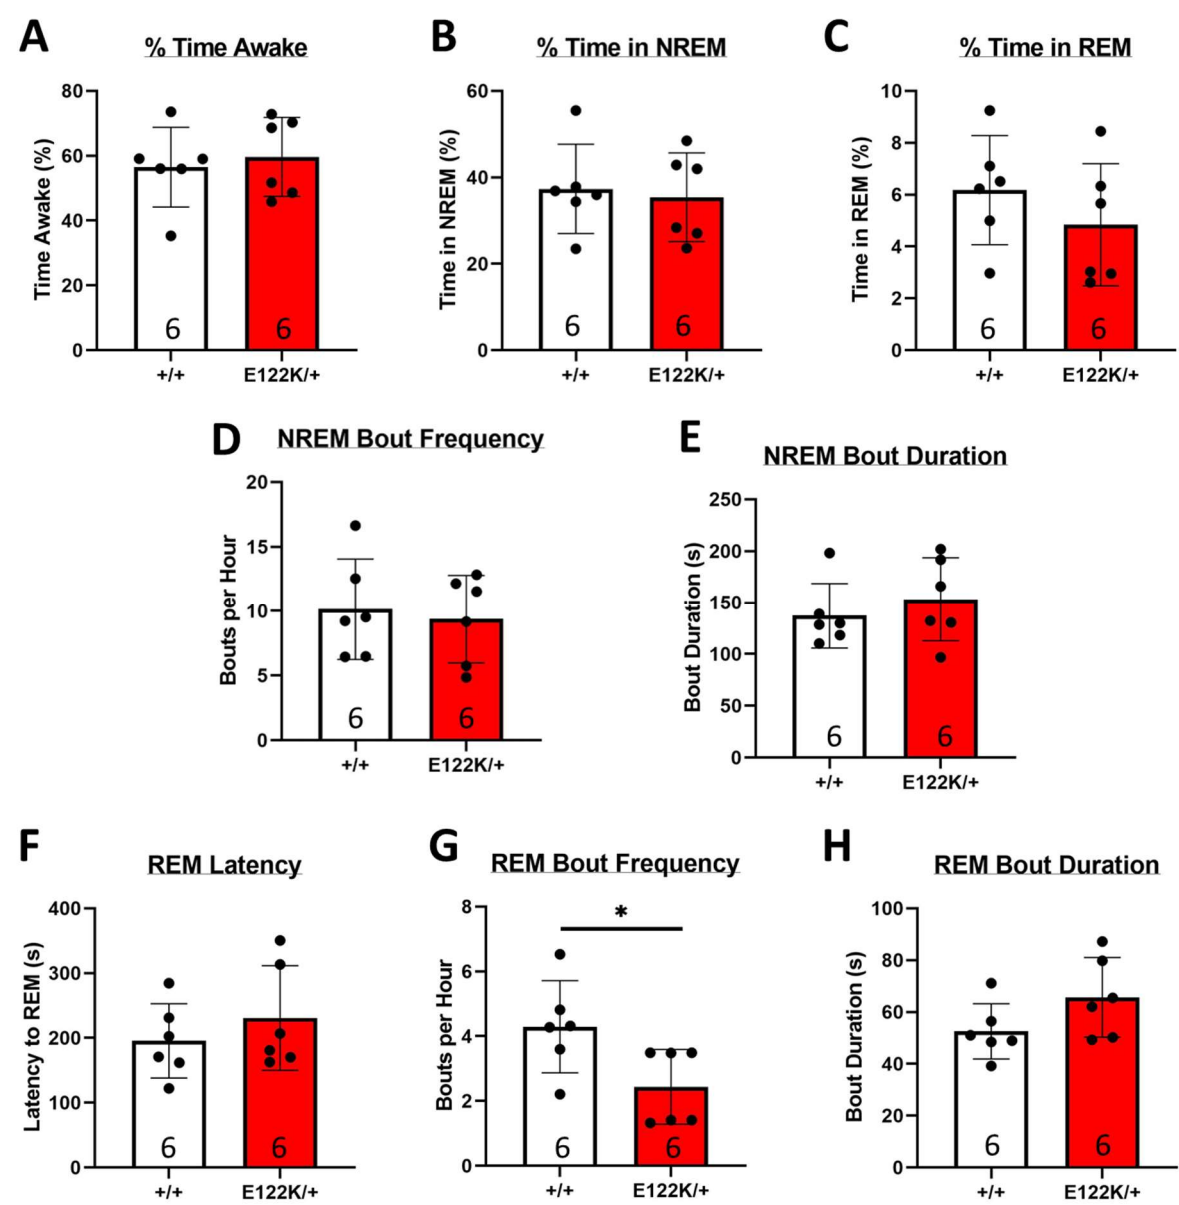 A
% Time Awake
Time Awake (%)
80
60
40
20
0
6
6
+/+
E122K/+
B
% Time in NREM
Time in NREM (%)
60
40
20
0
6
6
+/+
E122K/+
C
% Time in REM
Time in REM (%)
10
8
6
4
2
0
6
6
+/+
E122K/+
D
NREM Bout Frequency
Bouts per Hour
20
15
10
5
0
6
6
+/+
E122K/+
E
NREM Bout Duration
Bout Duration (s)
250
200
150
100
50
0
6
6
+/+
E122K/+
F
REM Latency
Latency to REM (s)
400
300
200
100
0
6
6
+/+
E122K/+
G
REM Bout Frequency
Bouts per Hour
8
6
4
2
0
*
6
6
+/+
E122K/+
H
REM Bout Duration
Bout Duration (s)
100
80
60
40
20
0
6
6
+/+
E122K/+